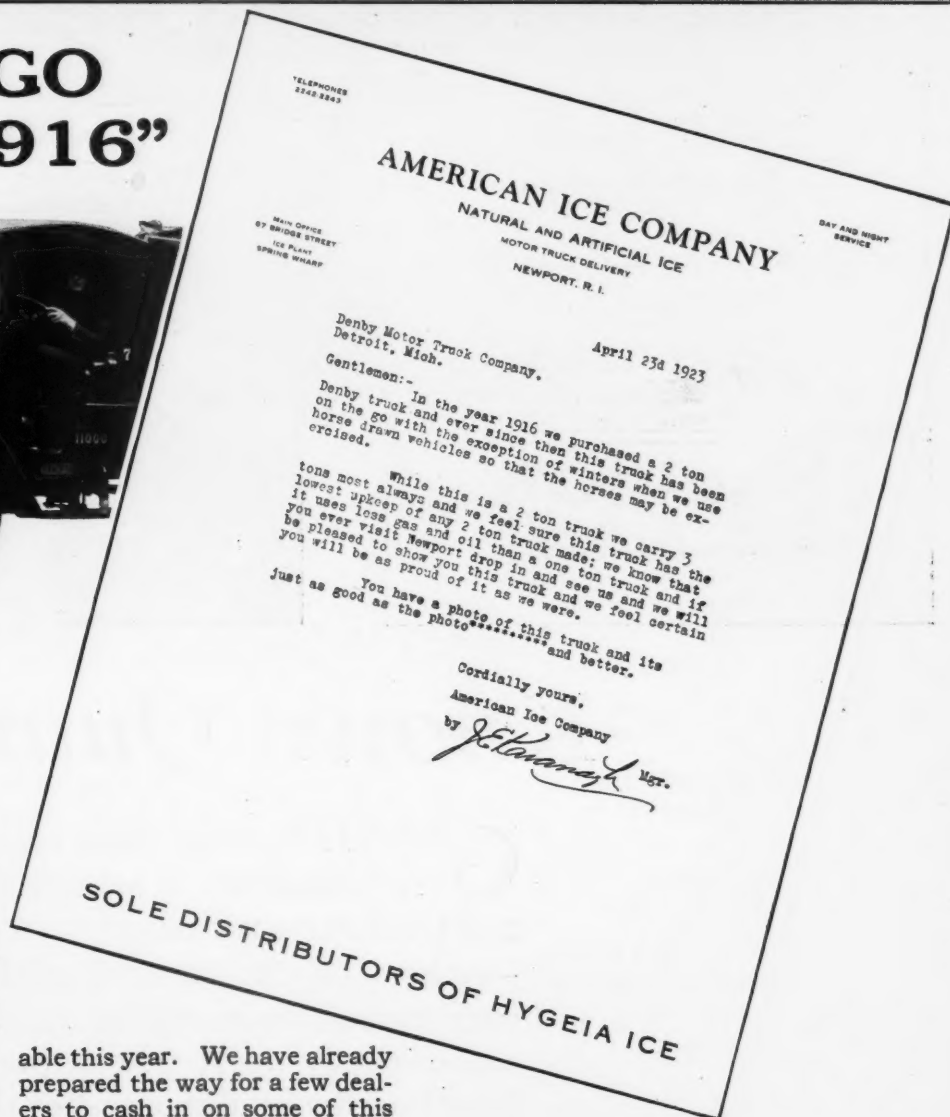 GO
916”
TELEPHONES
2242-2243
AMERICAN ICE COMPANY
NATURAL AND ARTIFICIAL ICE
MOTOR TRUCK DELIVERY
NEWPORT, R. I.
MAIN OFFICE
67 BRIDGE STREET
ICE PLANT
SPRING WHARF
DAY AND NIGHT
SERVICE
April 23d 1923
Denby Motor Truck Company,
Detroit, Mich.
Gentlemen:-
In the year 1916 we purchased a 2 ton
Denby truck and ever since then this truck has been
on the go with the exception of winters when we use
horse drawn vehicles so that the horses may be ex-
ercised.
While this is a 2 ton truck we carry 3
tons most always and we feel sure this truck has the
lowest upkeep of any 2 ton truck made; we know that
it uses less gas and oil than a one ton truck and if
you ever visit Newport drop in and see us and we will
be pleased to show you this truck and we feel certain
you will be as proud of it as we were.
You have a photo of this truck and its
just as good as the photo**********and better.
Cordially yours,
American Ice Company
by J.E.Kavanagh Mgr.
SOLE DISTRIBUTORS OF HYGEIA ICE
11000
able this year. We have already
prepared the way for a few deal-
ers to cash in on some of this